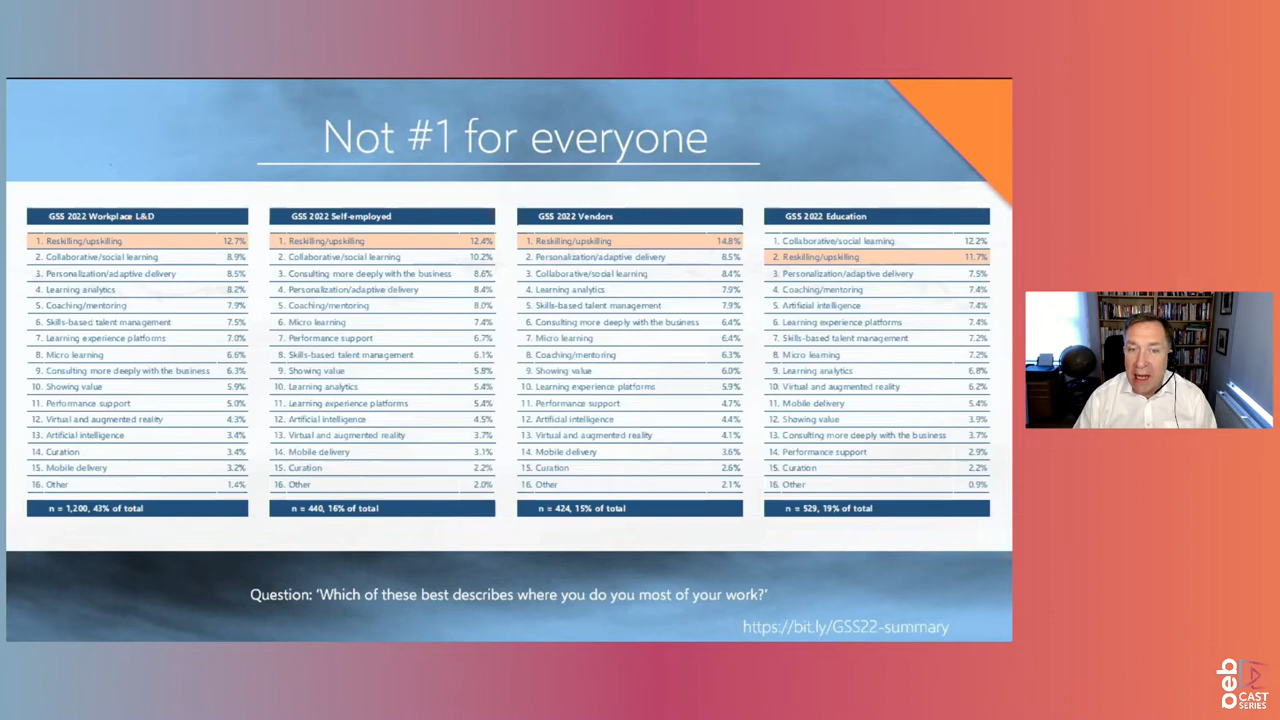 Not #1 for everyone
GSS 2022 Workplace L&D
1. Reskilling/upskilling 12.7%
2. Collaborative/social learning 8.9%
3. Personalization/adaptive delivery 8.5%
4. Learning analytics 8.2%
5. Coaching/mentoring 7.9%
6. Skills-based talent management 7.5%
7. Learning experience platforms 7.0%
8. Micro learning 6.6%
9. Consulting more deeply with the business 6.3%
10. Showing value 5.9%
11. Performance support 5.0%
12. Virtual and augmented reality 4.3%
13. Artificial intelligence 3.4%
14. Curation 3.4%
15. Mobile delivery 3.2%
16. Other 1.4%
n = 1,200, 43% of total
GSS 2022 Self-employed
1. Reskilling/upskilling 12.4%
2. Collaborative/social learning 10.2%
3. Consulting more deeply with the business 8.6%
4. Personalization/adaptive delivery 8.4%
5. Coaching/mentoring 8.0%
6. Micro learning 7.4%
7. Performance support 6.7%
8. Skills-based talent management 6.1%
9. Showing value 5.8%
10. Learning analytics 5.4%
11. Learning experience platforms 5.4%
12. Artificial intelligence 4.5%
13. Virtual and augmented reality 3.7%
14. Mobile delivery 3.1%
15. Curation 2.2%
16. Other 2.0%
n = 440, 16% of total
GSS 2022 Vendors
1. Reskilling/upskilling 14.8%
2. Personalization/adaptive delivery 8.5%
3. Collaborative/social learning 8.4%
4. Learning analytics 7.9%
5. Skills-based talent management 7.9%
6. Consulting more deeply with the business 6.4%
7. Micro learning 6.4%
8. Coaching/mentoring 6.3%
9. Showing value 6.0%
10. Learning experience platforms 5.9%
11. Performance support 4.7%
12. Artificial intelligence 4.4%
13. Virtual and augmented reality 4.1%
14. Mobile delivery 3.6%
15. Curation 2.6%
16. Other 2.1%
n = 424, 15% of total
GSS 2022 Education
1. Collaborative/social learning 12.2%
2. Reskilling/upskilling 11.7%
3. Personalization/adaptive delivery 7.5%
4. Coaching/mentoring 7.4%
5. Artificial intelligence 7.4%
6. Learning experience platforms 7.4%
7. Skills-based talent management 7.2%
8. Micro learning 7.2%
9. Learning analytics 6.8%
10. Virtual and augmented reality 6.2%
11. Mobile delivery 5.4%
12. Showing value 3.9%
13. Consulting more deeply with the business 3.7%
14. Performance support 2.9%
15. Curation 2.2%
16. Other 0.9%
n = 529, 19% of total
Question: ‘Which of these best describes where you do you most of your work?’
https://bit.ly/GSS22-summary
oeb
CAST
SERIES